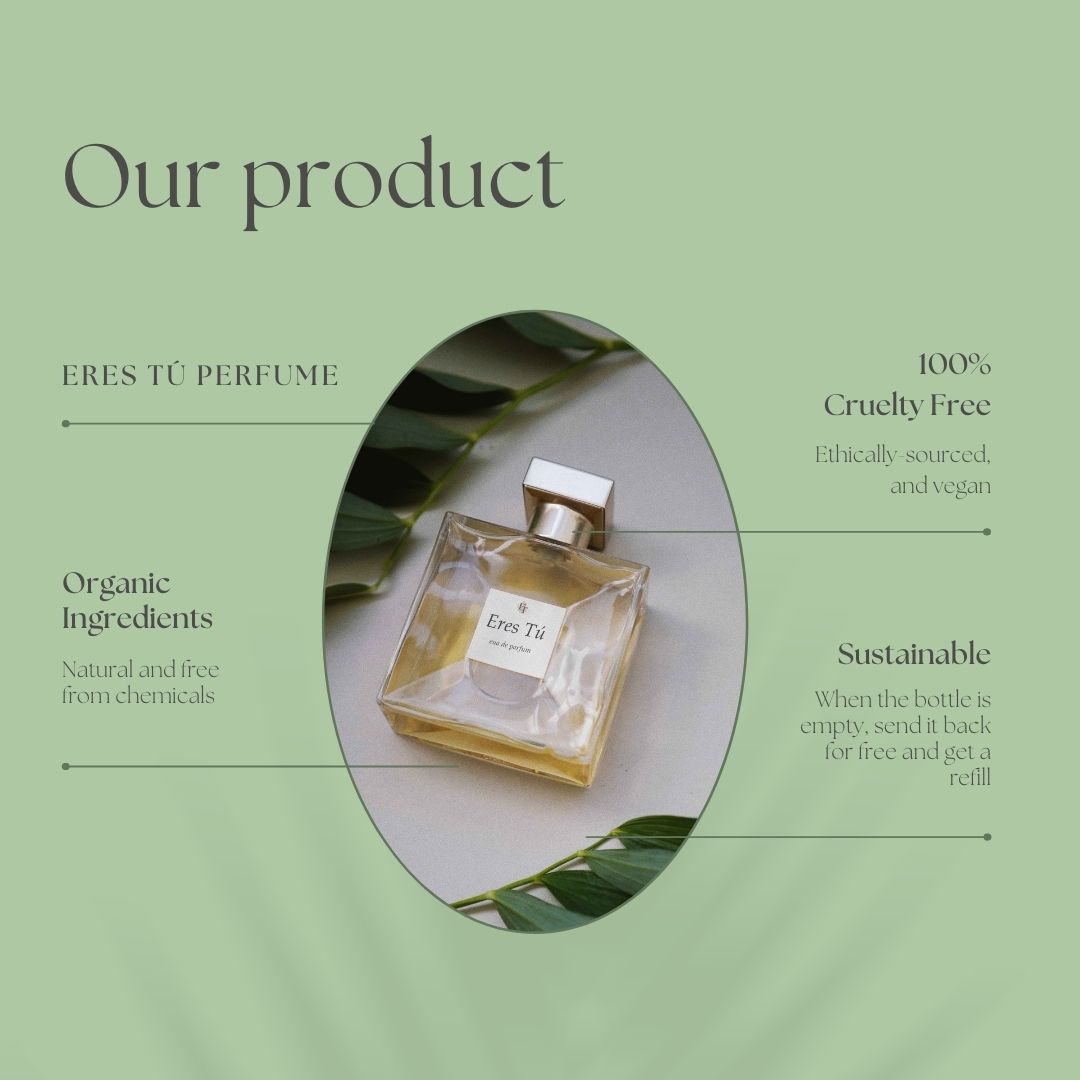 Our product
ERES TÚ PERFUME
100%
Cruelty Free
Ethically-sourced,
and vegan
Organic
Ingredients
Natural and free
from chemicals
ET
Eres Tú
eau de parfum
Sustainable
When the bottle is
empty, send it back
for free and get a
refill